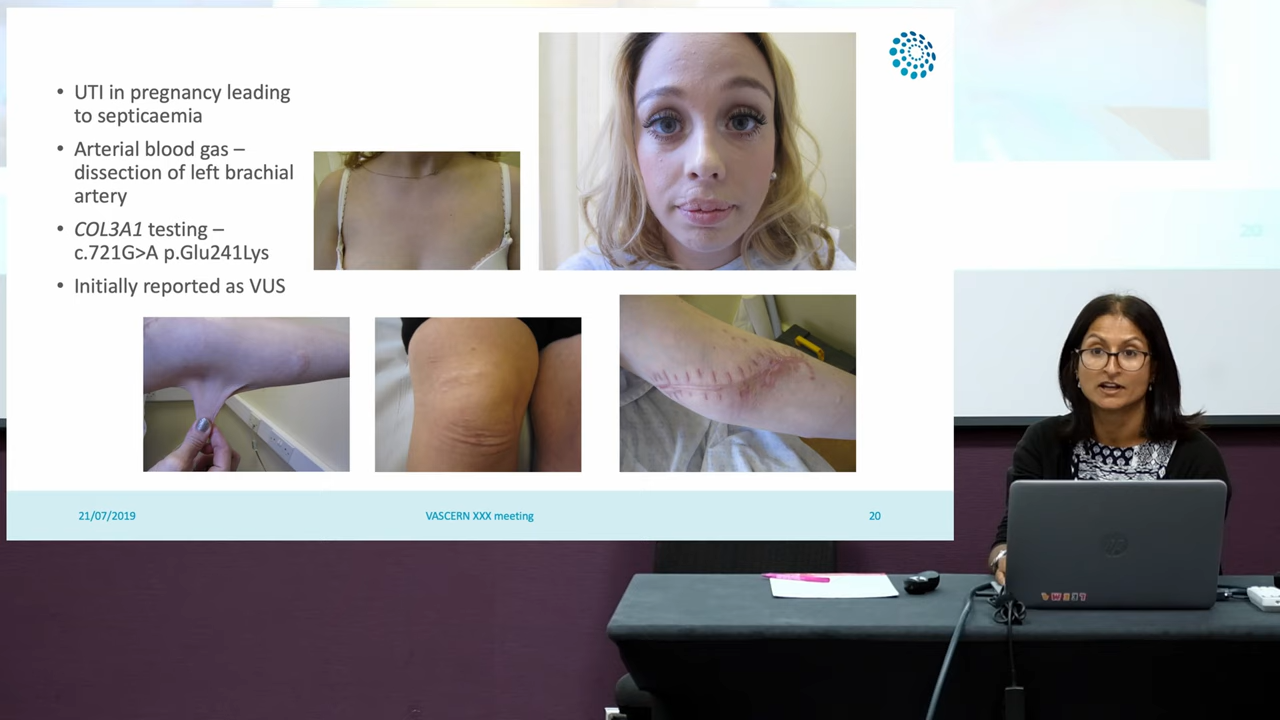 • UTI in pregnancy leading
to septicaemia
• Arterial blood gas –
dissection of left brachial
artery
• COL3A1 testing –
c.721G>A p.Glu241Lys
• Initially reported as VUS
21/07/2019
VASCERN XXX meeting
20
20